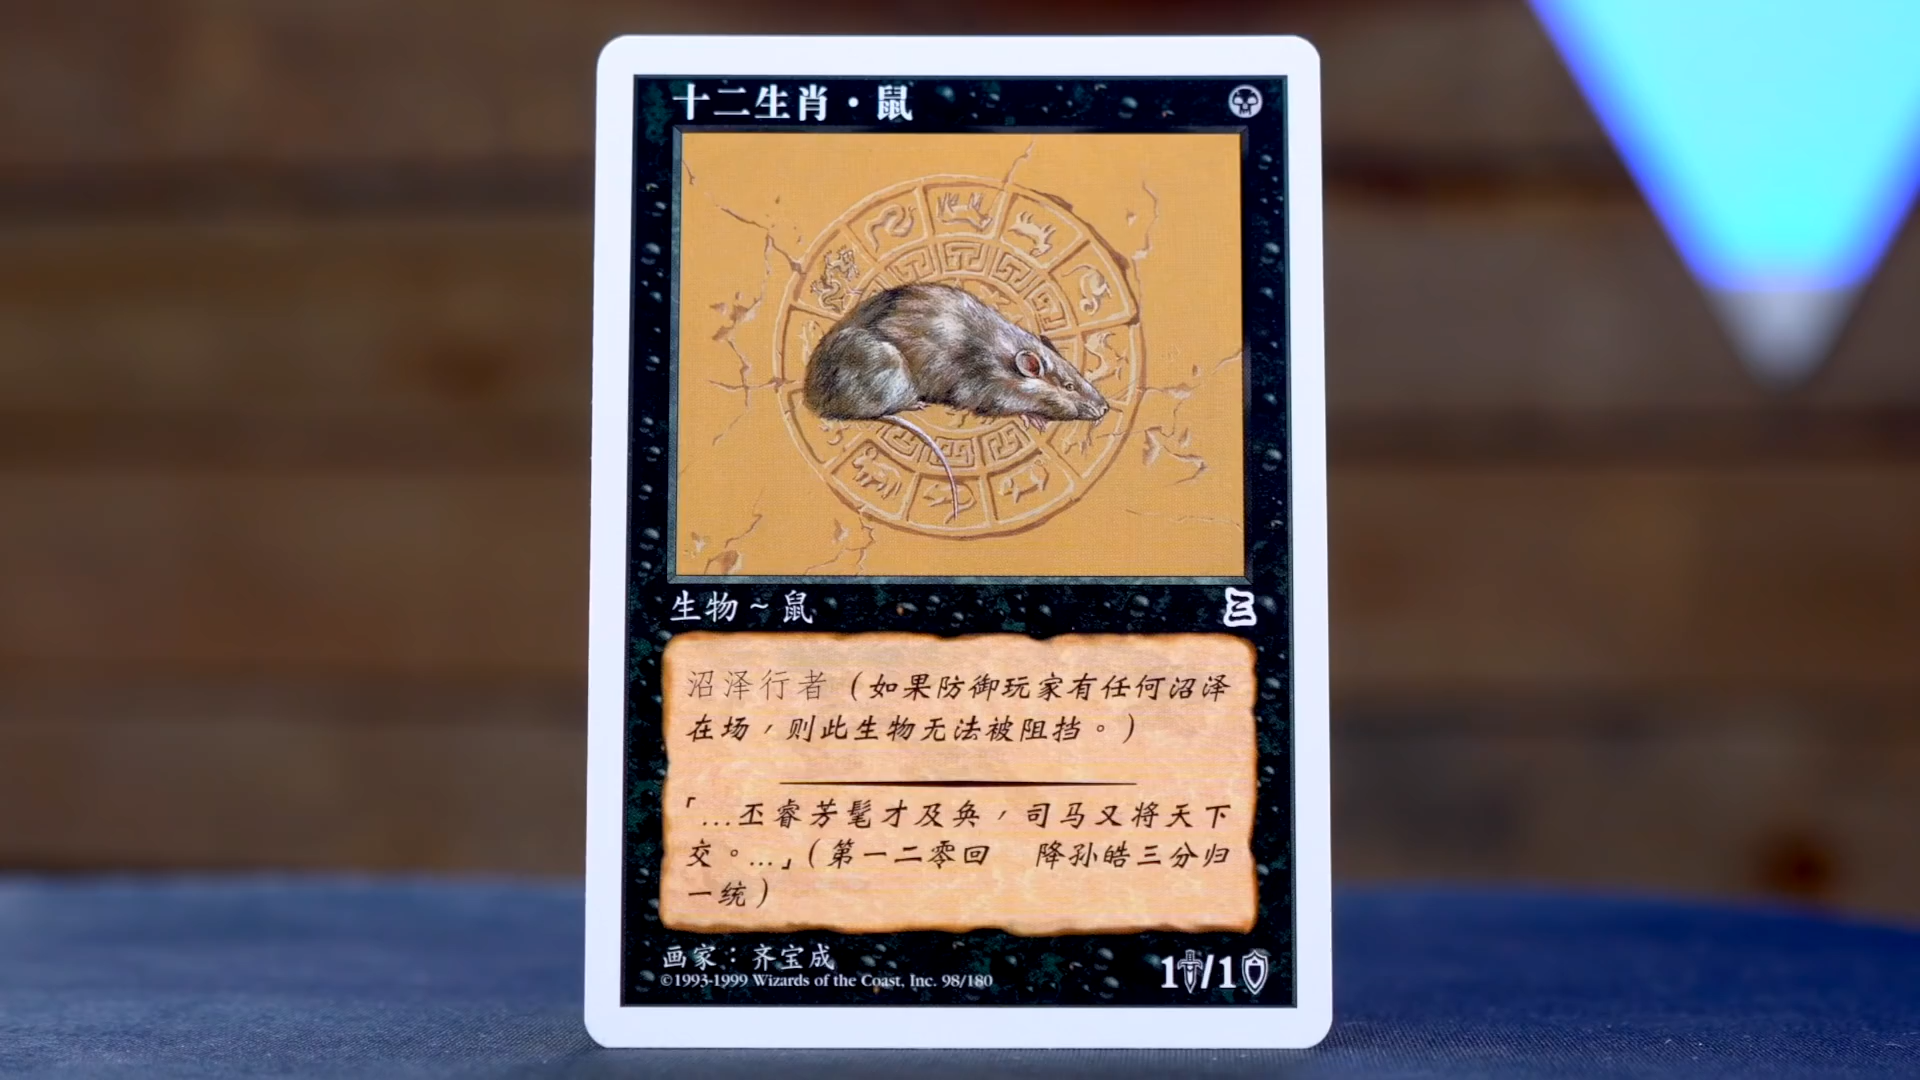 十二生肖·鼠
生物~鼠
沼泽行者（如果防御玩家有任何沼泽
在场，则此生物无法被阻挡。）
「…丕睿芳髦才及奂，司马又将天下
交。…」（第一二零回　降孙皓三分归
一统）
画家：齐宝成
©1993-1999 Wizards of the Coast, Inc. 98/180
1/1